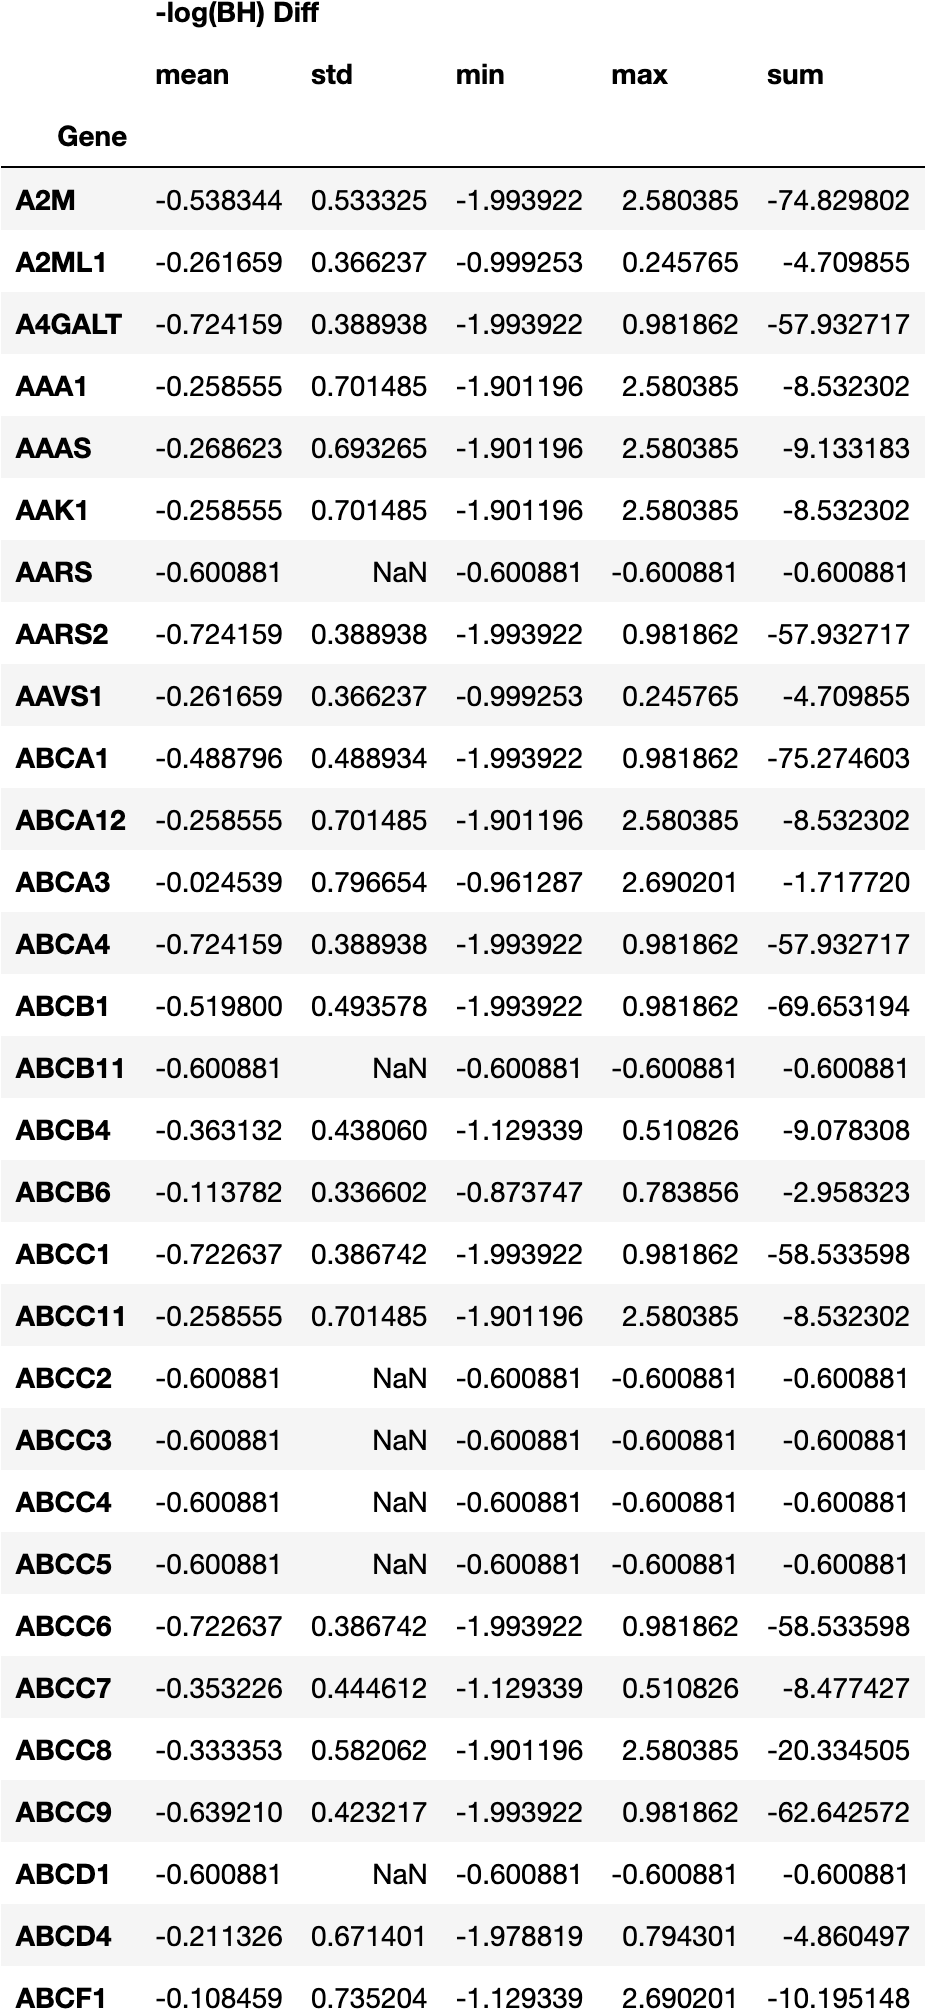 -log(BH) Diff
mean std min max sum
Gene
A2M -0.538344 0.533325 -1.993922 2.580385 -74.829802
A2ML1 -0.261659 0.366237 -0.999253 0.245765 -4.709855
A4GALT -0.724159 0.388938 -1.993922 0.981862 -57.932717
AAA1 -0.258555 0.701485 -1.901196 2.580385 -8.532302
AAAS -0.268623 0.693265 -1.901196 2.580385 -9.133183
AAK1 -0.258555 0.701485 -1.901196 2.580385 -8.532302
AARS -0.600881 NaN -0.600881 -0.600881 -0.600881
AARS2 -0.724159 0.388938 -1.993922 0.981862 -57.932717
AAVS1 -0.261659 0.366237 -0.999253 0.245765 -4.709855
ABCA1 -0.488796 0.488934 -1.993922 0.981862 -75.274603
ABCA12 -0.258555 0.701485 -1.901196 2.580385 -8.532302
ABCA3 -0.024539 0.796654 -0.961287 2.690201 -1.717720
ABCA4 -0.724159 0.388938 -1.993922 0.981862 -57.932717
ABCB1 -0.519800 0.493578 -1.993922 0.981862 -69.653194
ABCB11 -0.600881 NaN -0.600881 -0.600881 -0.600881
ABCB4 -0.363132 0.438060 -1.129339 0.510826 -9.078308
ABCB6 -0.113782 0.336602 -0.873747 0.783856 -2.958323
ABCC1 -0.722637 0.386742 -1.993922 0.981862 -58.533598
ABCC11 -0.258555 0.701485 -1.901196 2.580385 -8.532302
ABCC2 -0.600881 NaN -0.600881 -0.600881 -0.600881
ABCC3 -0.600881 NaN -0.600881 -0.600881 -0.600881
ABCC4 -0.600881 NaN -0.600881 -0.600881 -0.600881
ABCC5 -0.600881 NaN -0.600881 -0.600881 -0.600881
ABCC6 -0.722637 0.386742 -1.993922 0.981862 -58.533598
ABCC7 -0.353226 0.444612 -1.129339 0.510826 -8.477427
ABCC8 -0.333353 0.582062 -1.901196 2.580385 -20.334505
ABCC9 -0.639210 0.423217 -1.993922 0.981862 -62.642572
ABCD1 -0.600881 NaN -0.600881 -0.600881 -0.600881
ABCD4 -0.211326 0.671401 -1.978819 0.794301 -4.860497
ABCF1 -0.108459 0.735204 -1.129339 2.690201 -10.195148